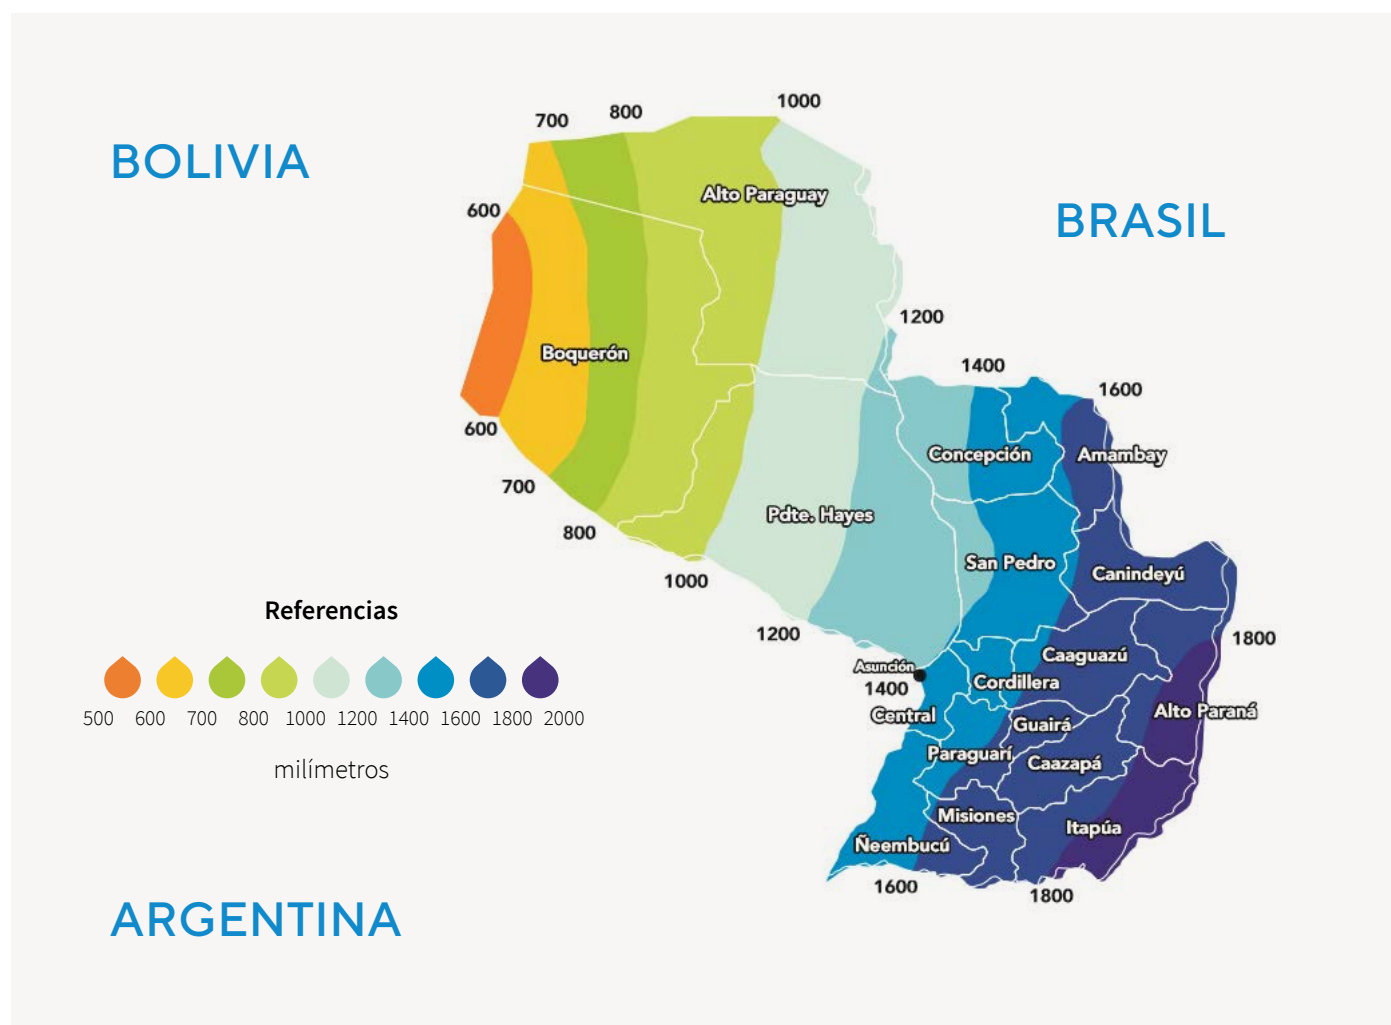 1000
800
700
BOLIVIA
Alto Paraguay
600
BRASIL
1200
Boquerón
1400
1600
600
Concepción
Amambay
700
Pdte. Hayes
800
San Pedro
Canindeyú
1000
Referencias
1200
1800
Caaguazú
Asunción
Cordillera
1400
500 600 700 800 1000 1200 1400 1600 1800 2000
Central
Alto Paraná
Guairá
Paraguarí
Caazapá
milímetros
Misiones
Itapúa
Ñeembucú
1600
1800
ARGENTINA